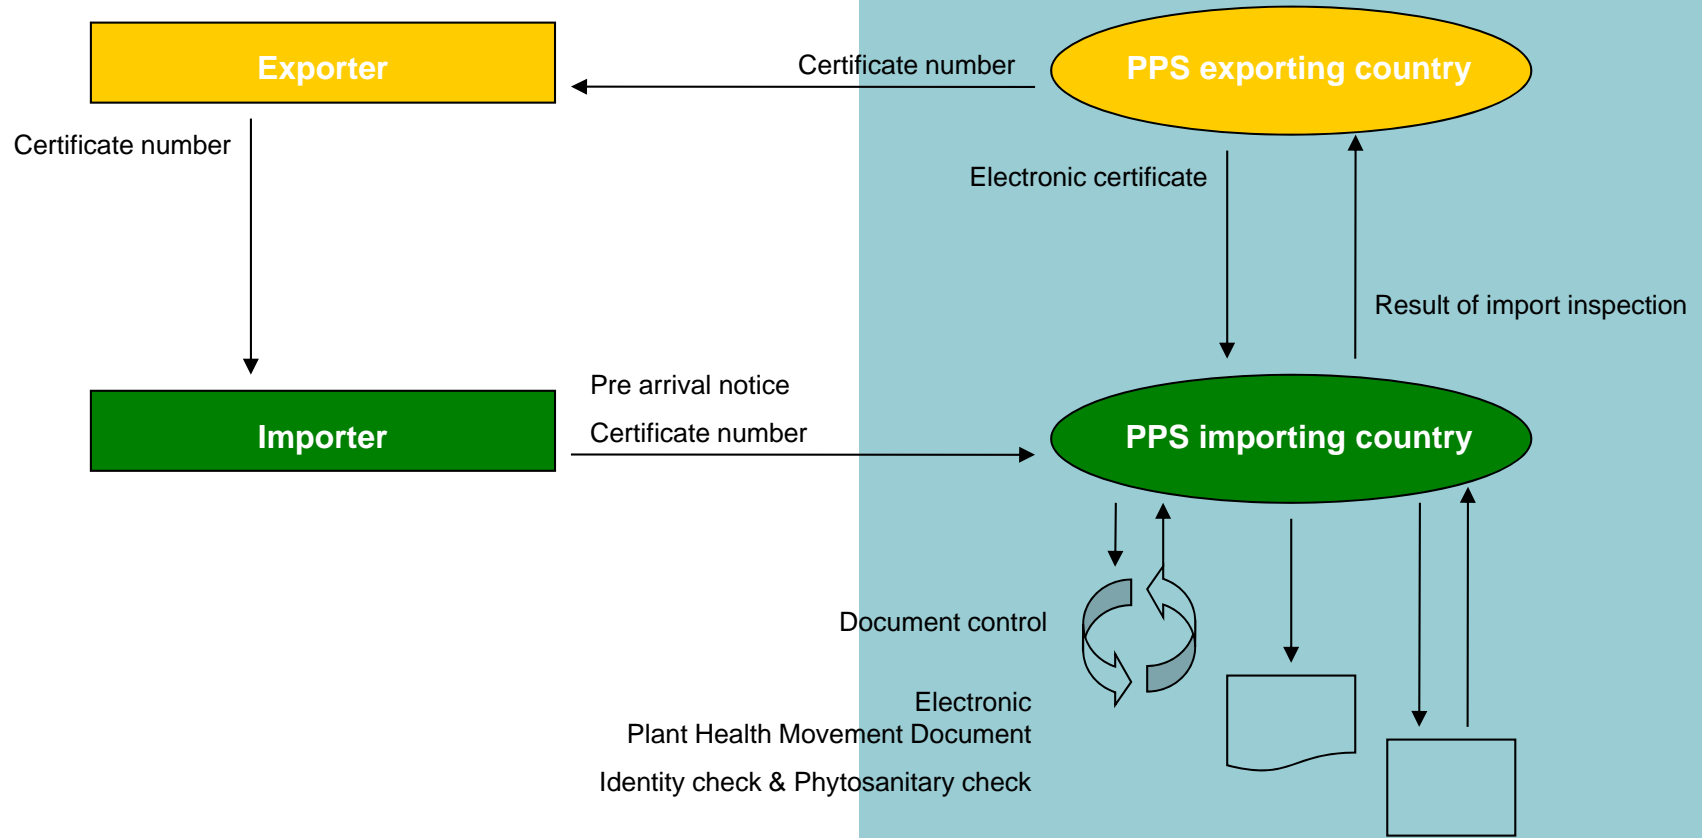 Exporter
Certificate number
PPS exporting country
Certificate number
Electronic certificate
Result of import inspection
Pre arrival notice
Certificate number
Importer
PPS importing country
Document control
Electronic
Plant Health Movement Document
Identity check & Phytosanitary check